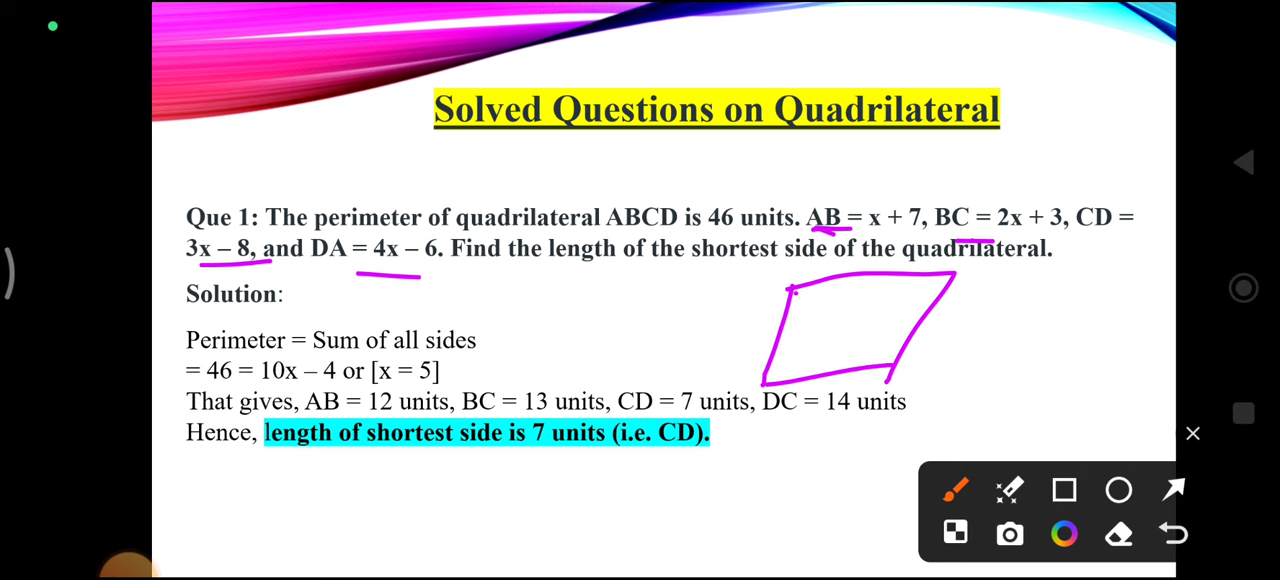 Solved Questions on Quadrilateral
Que 1: The perimeter of quadrilateral ABCD is 46 units. AB = x + 7, BC = 2x + 3, CD =
3x – 8, and DA = 4x – 6. Find the length of the shortest side of the quadrilateral.
Solution:
Perimeter = Sum of all sides
= 46 = 10x – 4 or [x = 5]
That gives, AB = 12 units, BC = 13 units, CD = 7 units, DC = 14 units
Hence, length of shortest side is 7 units (i.e. CD).